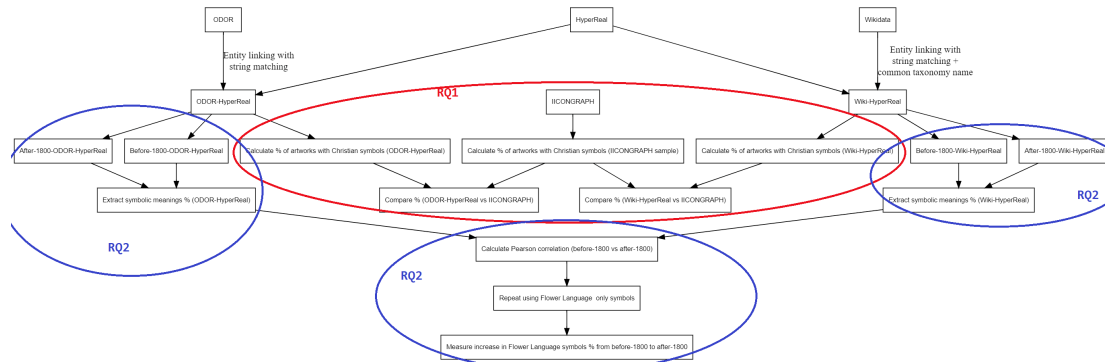 ODOR
HyperReal
Wikidata
Entity linking with
string matching
Entity linking with
string matching +
common taxonomy name
RQ1
ODOR-HyperReal
IICONGRAPH
Wiki-HyperReal
After-1800-ODOR-HyperReal
Before-1800-ODOR-HyperReal
Calculate % of artworks with Christian symbols (ODOR-HyperReal)
Calculate % of artworks with Christian symbols (IICONGRAPH sample)
Calculate % of artworks with Christian symbols (Wiki-HyperReal)
Before-1800-Wiki-HyperReal
After-1800-Wiki-HyperReal
Extract symbolic meanings % (ODOR-HyperReal)
Compare % (ODOR-HyperReal vs IICONGRAPH)
Compare % (Wiki-HyperReal vs IICONGRAPH)
Extract symbolic meanings % (Wiki-HyperReal)
RQ2
RQ2
Calculate Pearson correlation (before-1800 vs after-1800)
RQ2
Repeat using Flower Language only symbols
Measure increase in Flower Language symbols % from before-1800 to after-1800